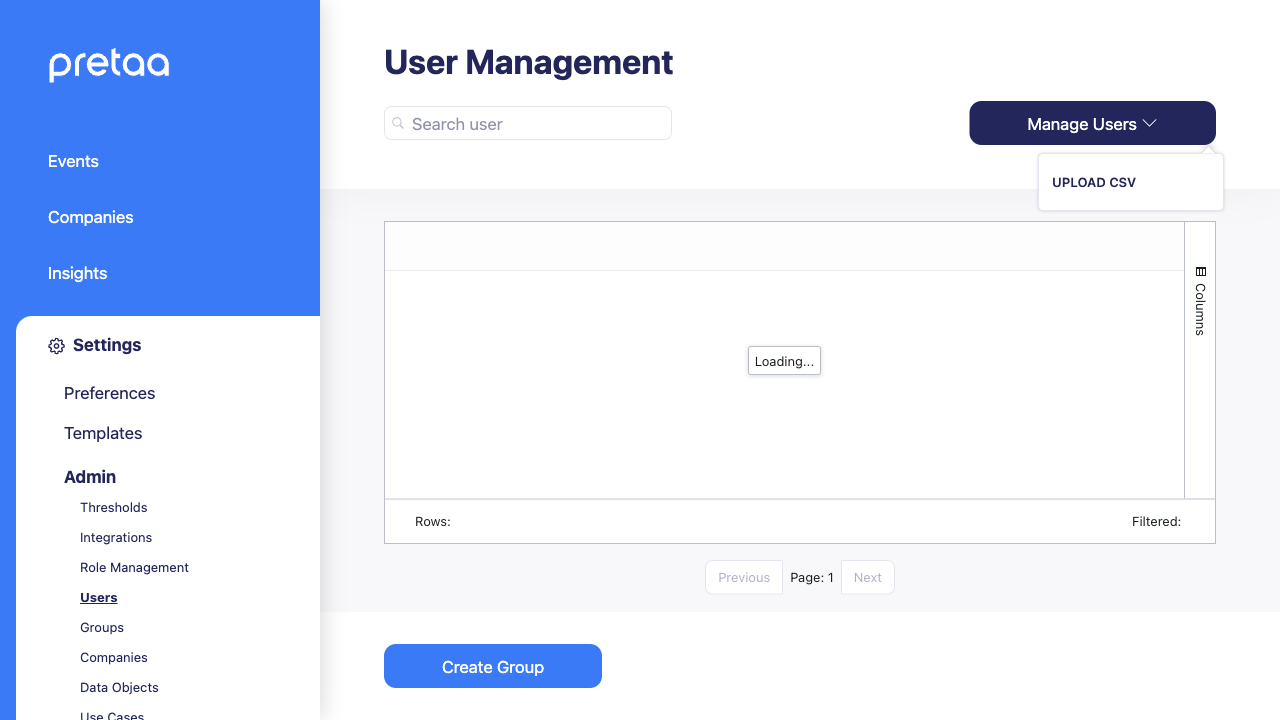 pretaa
Events
Companies
Insights
Settings
Preferences
Templates
Admin
Thresholds
Integrations
Role Management
Users
Groups
Companies
Data Objects
Use Cases
User Management
Search user
Manage Users
UPLOAD CSV
Columns
Loading...
Rows:
Filtered:
Previous
Page: 1
Next
Create Group